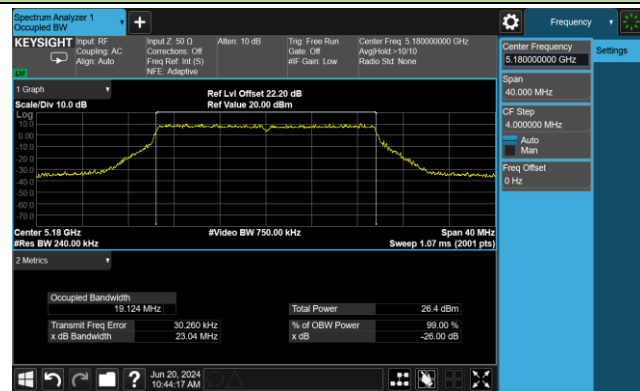 Spectrum Analyzer 1
Occupied BW
Frequency
KEYSIGHT
Input: RF
Coupling: AC
Align: Auto
Input Z: 50 Ω
Corrections: Off
Freq Ref: Int (S)
NFE: Adaptive
Atten: 10 dB
Trig: Free Run
Gate: Off
#IF Gain: Low
Center Freq: 5.180000000 GHz
Avg|Hold:>10/10
Radio Std: None
LXI
Center Frequency
5.180000000 GHz
Settings
Span
40.000 MHz
CF Step
4.000000 MHz
Auto
Man
Freq Offset
0 Hz
1 Graph
Scale/Div 10.0 dB
Ref Lvl Offset 22.20 dB
Ref Value 20.00 dBm
Log
10.0
0.00
-10.0
-20.0
-30.0
-40.0
-50.0
-60.0
-70.0
Center 5.18 GHz
#Video BW 750.00 kHz
Span 40 MHz
#Res BW 240.00 kHz
Sweep 1.07 ms (2001 pts)
2 Metrics
Occupied Bandwidth
19.124 MHz
Total Power
26.4 dBm
Transmit Freq Error
30.260 kHz
% of OBW Power
99.00 %
x dB Bandwidth
23.04 MHz
x dB
-26.00 dB
?
Jun 20, 2024
10:44:17 AM